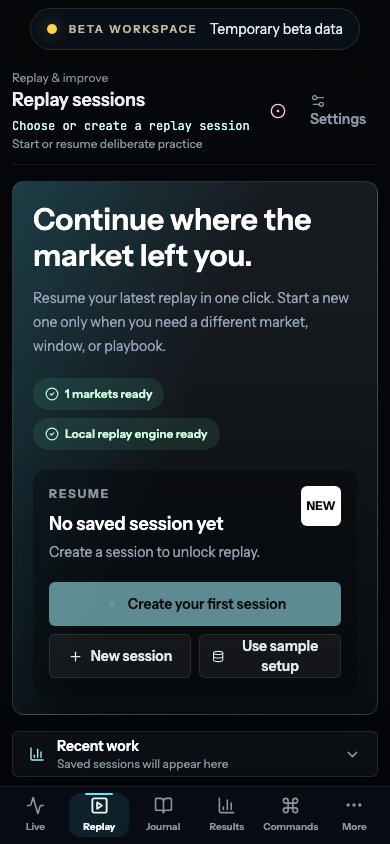 BETA WORKSPACE Temporary beta data
Replay & improve
Replay sessions
Choose or create a replay session
Start or resume deliberate practice
Settings
Continue where the
market left you.
Resume your latest replay in one click. Start a new
one only when you need a different market,
window, or playbook.
1 markets ready
Local replay engine ready
RESUME
No saved session yet
NEW
Create a session to unlock replay.
Create your first session
New session
Use sample
setup
Recent work
Saved sessions will appear here
Live Replay Journal Results Commands More